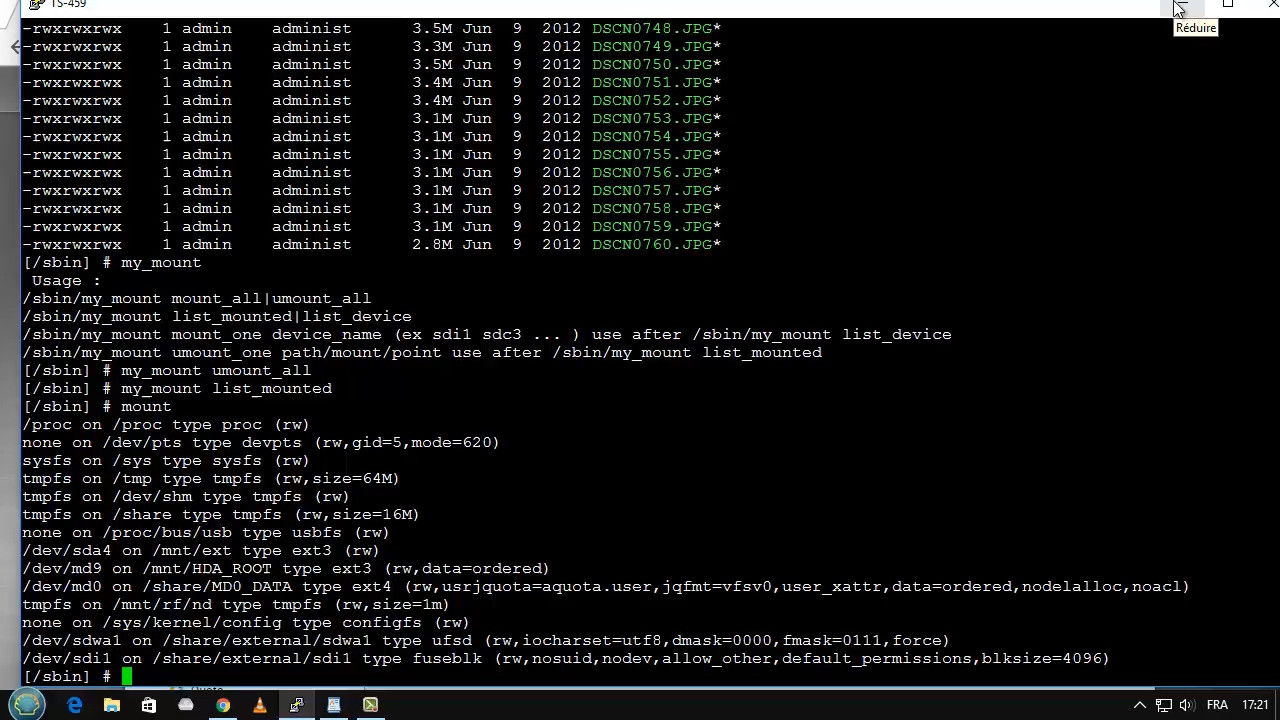 TS-459
Réduire
-rwxrwxrwx 1 admin administ 3.5M Jun 9 2012 DSCN0748.JPG*
-rwxrwxrwx 1 admin administ 3.3M Jun 9 2012 DSCN0749.JPG*
-rwxrwxrwx 1 admin administ 3.5M Jun 9 2012 DSCN0750.JPG*
-rwxrwxrwx 1 admin administ 3.4M Jun 9 2012 DSCN0751.JPG*
-rwxrwxrwx 1 admin administ 3.4M Jun 9 2012 DSCN0752.JPG*
-rwxrwxrwx 1 admin administ 3.1M Jun 9 2012 DSCN0753.JPG*
-rwxrwxrwx 1 admin administ 3.1M Jun 9 2012 DSCN0754.JPG*
-rwxrwxrwx 1 admin administ 3.1M Jun 9 2012 DSCN0755.JPG*
-rwxrwxrwx 1 admin administ 3.1M Jun 9 2012 DSCN0756.JPG*
-rwxrwxrwx 1 admin administ 3.1M Jun 9 2012 DSCN0757.JPG*
-rwxrwxrwx 1 admin administ 3.1M Jun 9 2012 DSCN0758.JPG*
-rwxrwxrwx 1 admin administ 3.1M Jun 9 2012 DSCN0759.JPG*
-rwxrwxrwx 1 admin administ 2.8M Jun 9 2012 DSCN0760.JPG*
[/sbin] # my_mount
Usage :
/sbin/my_mount mount_all|umount_all
/sbin/my_mount list_mounted|list_device
/sbin/my_mount mount_one device_name (ex sdi1 sdc3 ... ) use after /sbin/my_mount list_device
/sbin/my_mount umount_one path/mount/point use after /sbin/my_mount list_mounted
[/sbin] # my_mount umount_all
[/sbin] # my_mount list_mounted
[/sbin] # mount
/proc on /proc type proc (rw)
none on /dev/pts type devpts (rw,gid=5,mode=620)
sysfs on /sys type sysfs (rw)
tmpfs on /tmp type tmpfs (rw,size=64M)
tmpfs on /dev/shm type tmpfs (rw)
tmpfs on /share type tmpfs (rw,size=16M)
none on /proc/bus/usb type usbfs (rw)
/dev/sda4 on /mnt/ext type ext3 (rw)
/dev/md9 on /mnt/HDA_ROOT type ext3 (rw,data=ordered)
/dev/md0 on /share/MD0_DATA type ext4 (rw,usrjquota=aquota.user,jqfmt=vfsv0,user_xattr,data=ordered,nodelalloc,noacl)
tmpfs on /mnt/rf/nd type tmpfs (rw,size=1m)
none on /sys/kernel/config type configfs (rw)
/dev/sdwa1 on /share/external/sdwa1 type ufsd (rw,iocharset=utf8,dmask=0000,fmask=0111,force)
/dev/sdi1 on /share/external/sdi1 type fuseblk (rw,nosuid,nodev,allow_other,default_permissions,blksize=4096)
[/sbin] #
FRA 17:21